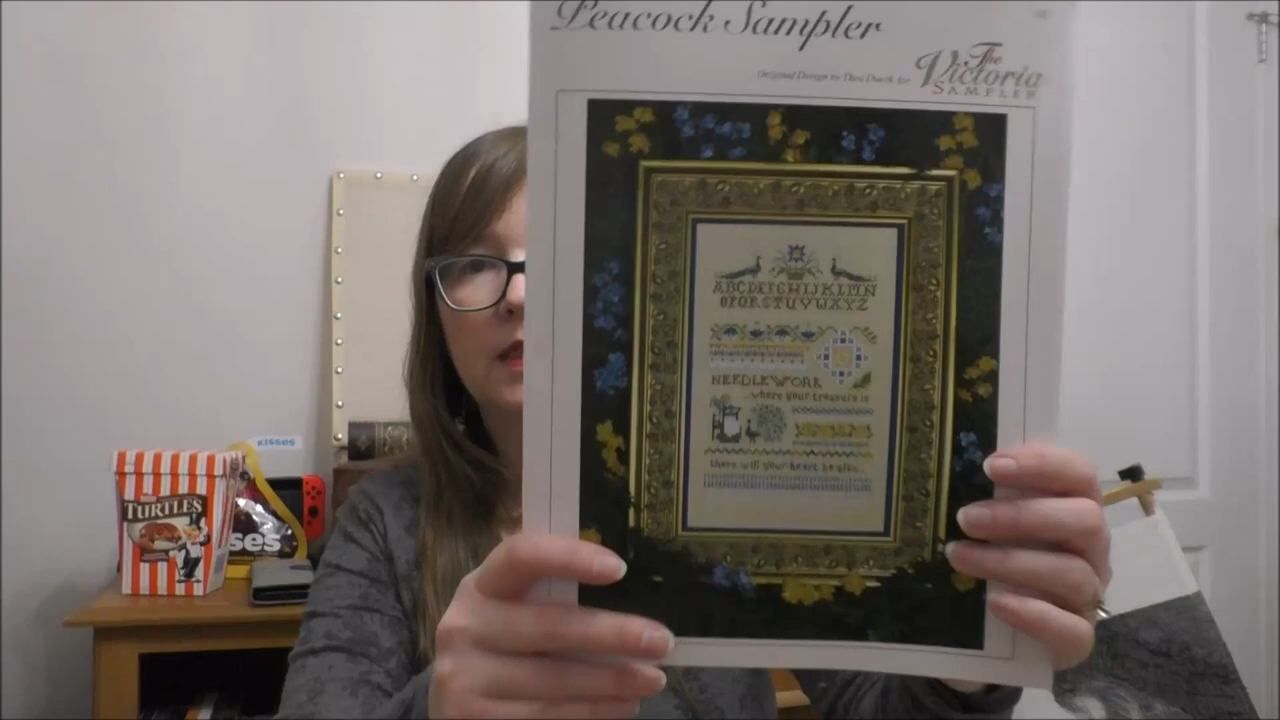 Peacock Sampler
Original Design by Thea Dueck for
The
Victoria
SAMPLER
ABCDEFGHIJKLMN
OPQRSTUVWXYZ
NEEDLEWORK
...where your treasure is
there will your heart be also...
KISSES
TURTLES
ses